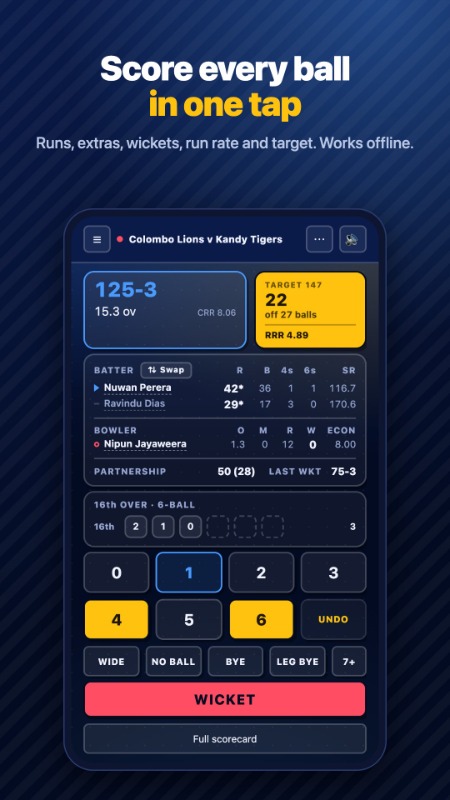 Score every ball
in one tap
Runs, extras, wickets, run rate and target. Works offline.
Colombo Lions v Kandy Tigers
125-3
15.3 ov CRR 8.06
TARGET 147
22
off 27 balls
RRR 4.89
BATTER ⇅ Swap R B 4s 6s SR
Nuwan Perera 42* 36 1 1 116.7
Ravindu Dias 29* 17 3 0 170.6
BOWLER O M R W ECON
Nipun Jayaweera 1.3 0 12 0 8.00
PARTNERSHIP 50 (28) LAST WKT 75-3
16th OVER · 6-BALL
16th 2 1 0 3
0 1 2 3
4 5 6 UNDO
WIDE NO BALL BYE LEG BYE 7+
WICKET
Full scorecard